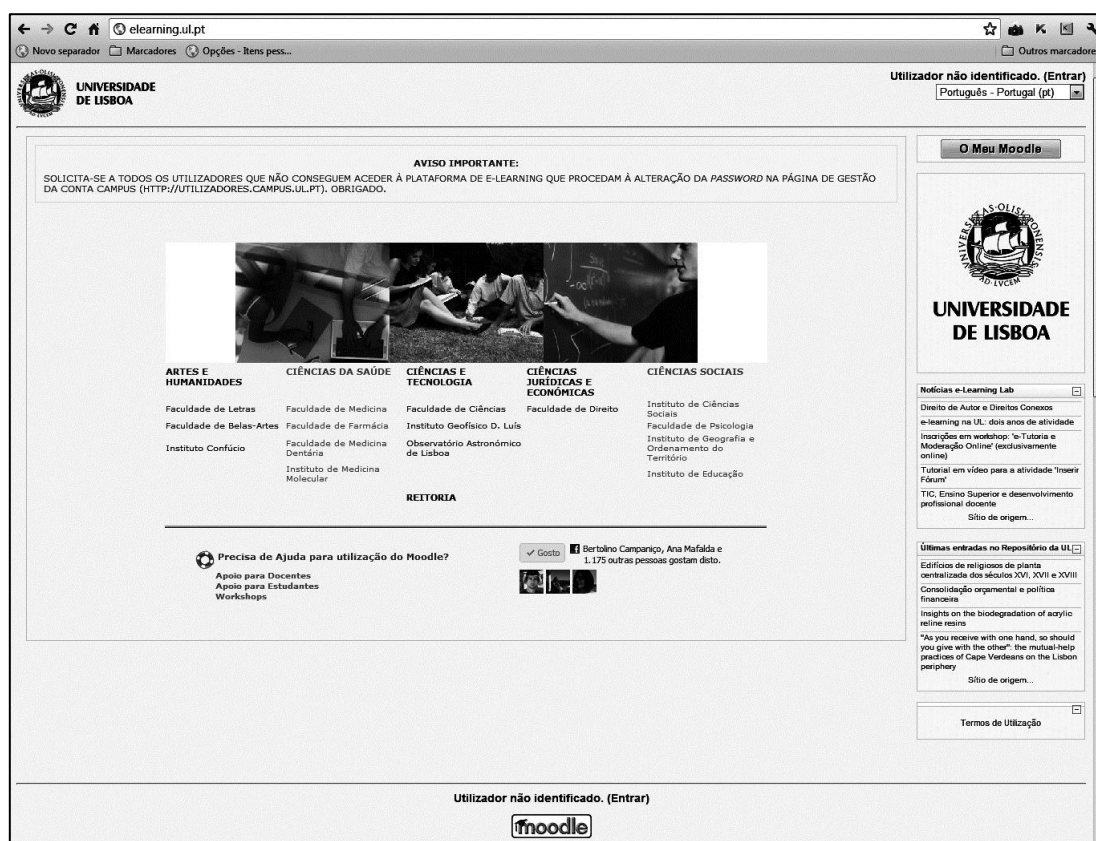 elearning.ul.pt
Novo separador Marcadores Opções - Itens pess... Outros marcadore
UNIVERSIDADE
DE LISBOA
Utilizador não identificado. (Entrar)
Português - Portugal (pt)
AVISO IMPORTANTE:
SOLICITA-SE A TODOS OS UTILIZADORES QUE NÃO CONSEGUEM ACEDER À PLATAFORMA DE E-LEARNING QUE PROCEDAM À ALTERAÇÃO DA PASSWORD NA PÁGINA DE GESTÃO
DA CONTA CAMPUS (HTTP://UTILIZADORES.CAMPUS.UL.PT). OBRIGADO.
ARTES E
HUMANIDADES
Faculdade de Letras
Faculdade de Belas-Artes
Instituto Confúcio
CIÊNCIAS DA SAÚDE
Faculdade de Medicina
Faculdade de Farmácia
Faculdade de Medicina
Dentária
Instituto de Medicina
Molecular
CIÊNCIAS E
TECNOLOGIA
Faculdade de Ciências
Instituto Geofísico D. Luís
Observatório Astronómico
de Lisboa
REITORIA
CIÊNCIAS
JURÍDICAS E
ECONÓMICAS
Faculdade de Direito
CIÊNCIAS SOCIAIS
Instituto de Ciências
Sociais
Faculdade de Psicologia
Instituto de Geografia e
Ordenamento do
Território
Instituto de Educação
Precisa de Ajuda para utilização do Moodle?
Apoio para Docentes
Apoio para Estudantes
Workshops
Gosto
Bertolino Campaniço, Ana Mafalda e
1.175 outras pessoas gostam disto.
O Meu Moodle
UNIVERSITAS·OLISIPONENSIS
AD·LVCEM
UNIVERSIDADE
DE LISBOA
Notícias e-Learning Lab
Direito de Autor e Direitos Conexos
e-learning na UL: dois anos de atividade
Inscrições em workshop: 'e-Tutoria e
Moderação Online' (exclusivamente
online)
Tutorial em vídeo para a atividade 'Inserir
Fórum'
TIC, Ensino Superior e desenvolvimento
profissional docente
Sítio de origem...
Últimas entradas no Repositório da UL
Edifícios de religiosos de planta
centralizada dos séculos XVI, XVII e XVIII
Consolidação orçamental e política
financeira
Insights on the biodegradation of acrylic
reline resins
"As you receive with one hand, so should
you give with the other": the mutual-help
practices of Cape Verdeans on the Lisbon
periphery
Sítio de origem...
Termos de Utilização
Utilizador não identificado. (Entrar)
moodle